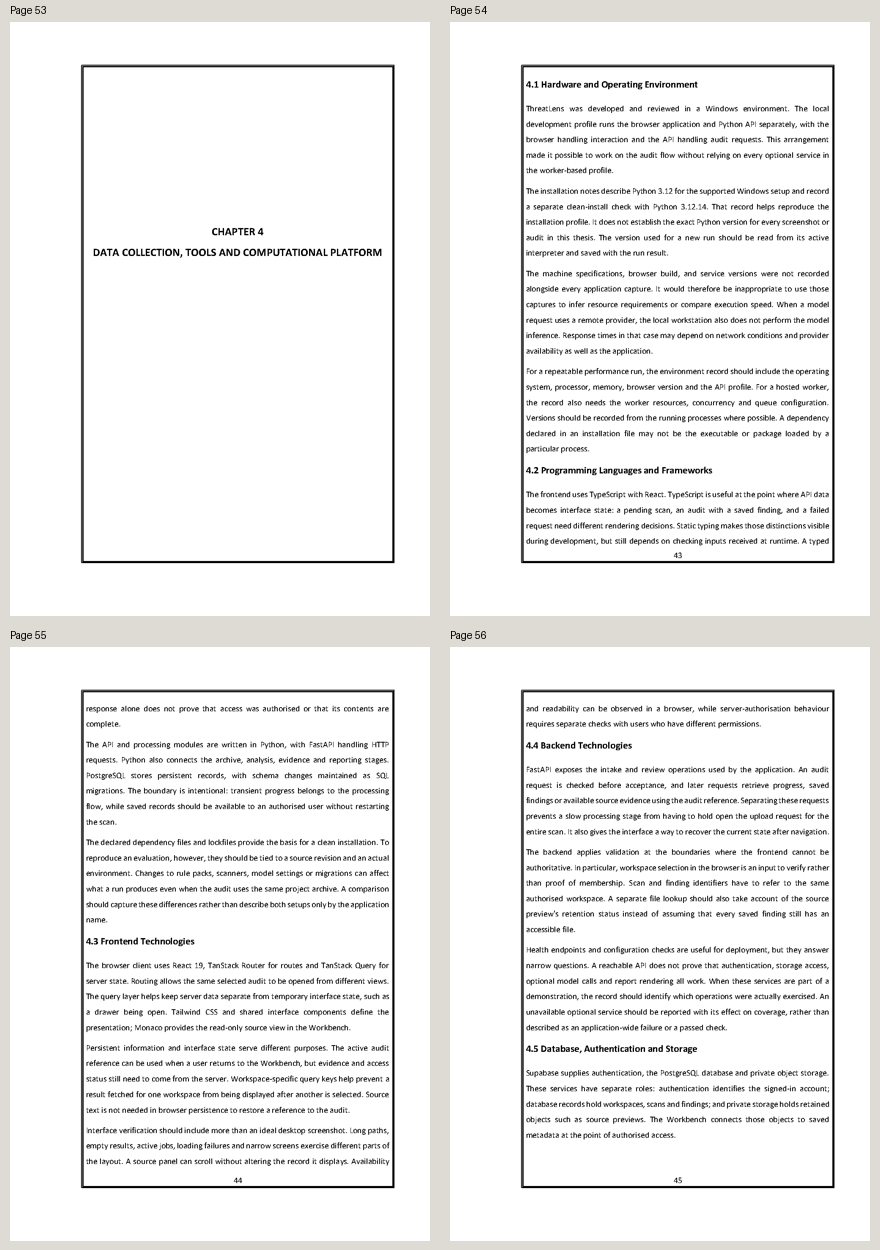 Page 53
CHAPTER 4
DATA COLLECTION, TOOLS AND COMPUTATIONAL PLATFORM
Page 54
4.1 Hardware and Operating Environment
ThreatLens was developed and reviewed in a Windows environment. The local
development profile runs the browser application and Python API separately, with the
browser handling interaction and the API handling audit requests. This arrangement
made it possible to work on the audit flow without relying on every optional service in
the worker-based profile.
The installation notes describe Python 3.12 for the supported Windows setup and record
a separate clean-install check with Python 3.12.14. That record helps reproduce the
installation profile. It does not establish the exact Python version for every screenshot or
audit in this thesis. The version used for a new run should be read from its active
interpreter and saved with the run result.
The machine specifications, browser build, and service versions were not recorded
alongside every application capture. It would therefore be inappropriate to use those
captures to infer resource requirements or compare execution speed. When a model
request uses a remote provider, the local workstation also does not perform the model
inference. Response times in that case may depend on network conditions and provider
availability as well as the application.
For a repeatable performance run, the environment record should include the operating
system, processor, memory, browser version and the API profile. For a hosted worker,
the record also needs the worker resources, concurrency and queue configuration.
Versions should be recorded from the running processes where possible. A dependency
declared in an installation file may not be the executable or package loaded by a
particular process.
4.2 Programming Languages and Frameworks
The frontend uses TypeScript with React. TypeScript is useful at the point where API data
becomes interface state: a pending scan, an audit with a saved finding, and a failed
request need different rendering decisions. Static typing makes those distinctions visible
during development, but still depends on checking inputs received at runtime. A typed
43
Page 55
response alone does not prove that access was authorised or that its contents are
complete.
The API and processing modules are written in Python, with FastAPI handling HTTP
requests. Python also connects the archive, analysis, evidence and reporting stages.
PostgreSQL stores persistent records, with schema changes maintained as SQL
migrations. The boundary is intentional: transient progress belongs to the processing
flow, while saved records should be available to an authorised user without restarting
the scan.
The declared dependency files and lockfiles provide the basis for a clean installation. To
reproduce an evaluation, however, they should be tied to a source revision and an actual
environment. Changes to rule packs, scanners, model settings or migrations can affect
what a run produces even when the audit uses the same project archive. A comparison
should capture these differences rather than describe both setups only by the application
name.
4.3 Frontend Technologies
The browser client uses React 19, TanStack Router for routes and TanStack Query for
server state. Routing allows the same selected audit to be opened from different views.
The query layer helps keep server data separate from temporary interface state, such as
a drawer being open. Tailwind CSS and shared interface components define the
presentation; Monaco provides the read-only source view in the Workbench.
Persistent information and interface state serve different purposes. The active audit
reference can be used when a user returns to the Workbench, but evidence and access
status still need to come from the server. Workspace-specific query keys help prevent a
result fetched for one workspace from being displayed after another is selected. Source
text is not needed in browser persistence to restore a reference to the audit.
Interface verification should include more than an ideal desktop screenshot. Long paths,
empty results, active jobs, loading failures and narrow screens exercise different parts of
the layout. A source panel can scroll without altering the record it displays. Availability
44
Page 56
and readability can be observed in a browser, while server-authorisation behaviour
requires separate checks with users who have different permissions.
4.4 Backend Technologies
FastAPI exposes the intake and review operations used by the application. An audit
request is checked before acceptance, and later requests retrieve progress, saved
findings or available source evidence using the audit reference. Separating these requests
prevents a slow processing stage from having to hold open the upload request for the
entire scan. It also gives the interface a way to recover the current state after navigation.
The backend applies validation at the boundaries where the frontend cannot be
authoritative. In particular, workspace selection in the browser is an input to verify rather
than proof of membership. Scan and finding identifiers have to refer to the same
authorised workspace. A separate file lookup should also take account of the source
preview's retention status instead of assuming that every saved finding still has an
accessible file.
Health endpoints and configuration checks are useful for deployment, but they answer
narrow questions. A reachable API does not prove that authentication, storage access,
optional model calls and report rendering all work. When these services are part of a
demonstration, the record should identify which operations were actually exercised. An
unavailable optional service should be reported with its effect on coverage, rather than
described as an application-wide failure or a passed check.
4.5 Database, Authentication and Storage
Supabase supplies authentication, the PostgreSQL database and private object storage.
These services have separate roles: authentication identifies the signed-in account;
database records hold workspaces, scans and findings; and private storage holds retained
objects such as source previews. The Workbench connects those objects to saved
metadata at the point of authorised access.
45